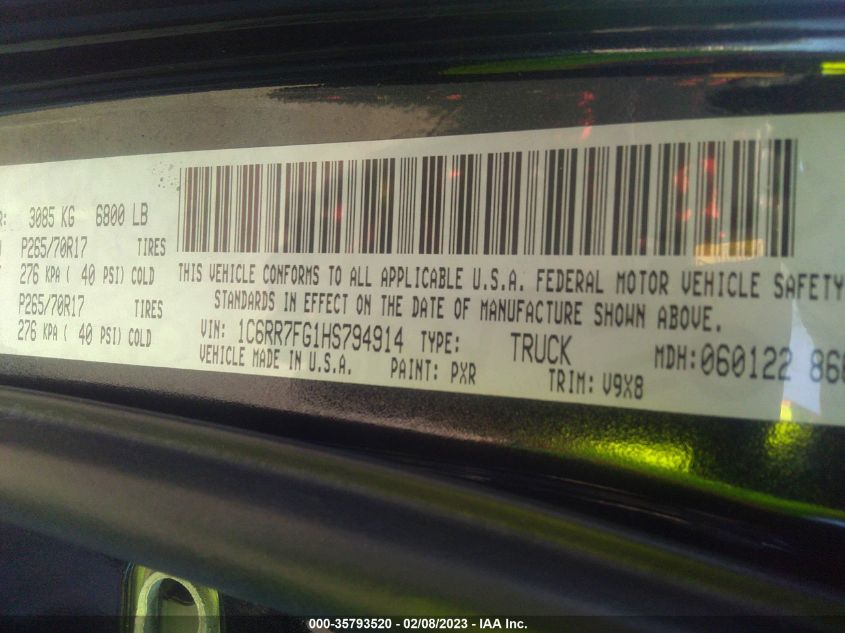 R: 3085 KG 6800 LB
P265/70R17 TIRES
276 KPA ( 40 PSI) COLD
P265/70R17 TIRES
276 KPA ( 40 PSI) COLD
THIS VEHICLE CONFORMS TO ALL APPLICABLE U.S.A. FEDERAL MOTOR VEHICLE SAFETY
STANDARDS IN EFFECT ON THE DATE OF MANUFACTURE SHOWN ABOVE.
VIN: 1C6RR7FG1HS794914 TYPE: TRUCK MDH:060122 860
VEHICLE MADE IN U.S.A. PAINT: PXR TRIM: V9X8
000-35793520 - 02/08/2023 - IAA Inc.